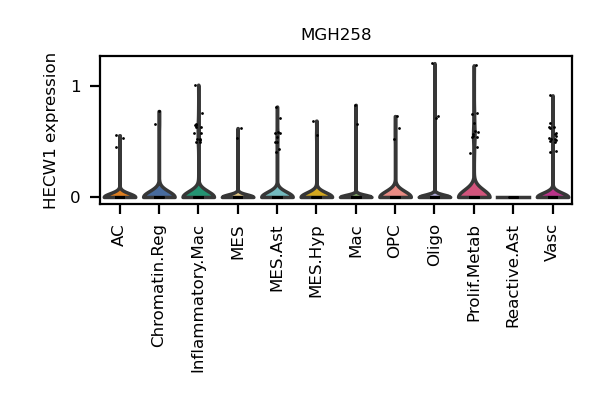 MGH258
HECW1 expression
1
0
AC
Chromatin.Reg
Inflammatory.Mac
MES
MES.Ast
MES.Hyp
Mac
OPC
Oligo
Prolif.Metab
Reactive.Ast
Vasc